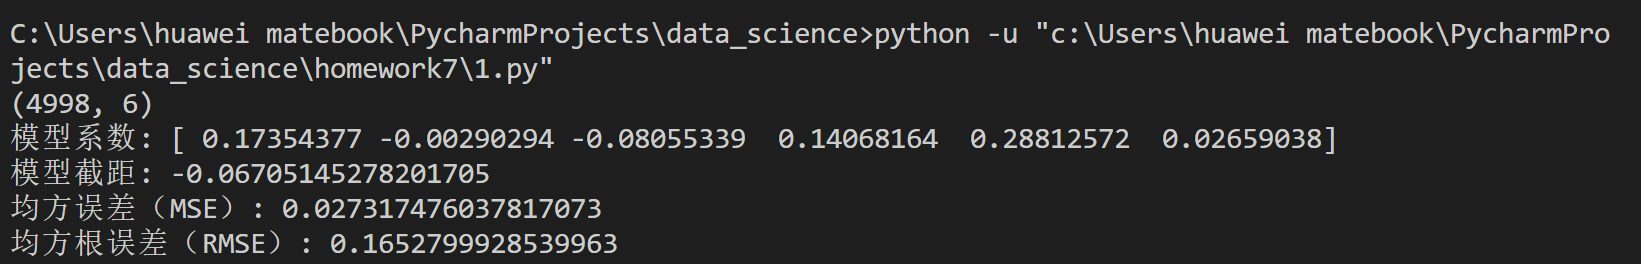 C:\Users\huawei matebook\PycharmProjects\data_science>python -u "c:\Users\huawei matebook\PycharmPro
jects\data_science\homework7\1.py"
(4998, 6)
模型系数: [ 0.17354377 -0.00290294 -0.08055339  0.14068164  0.28812572  0.02659038]
模型截距: -0.06705145278201705
均方误差（MSE）: 0.027317476037817073
均方根误差（RMSE）: 0.1652799928539963